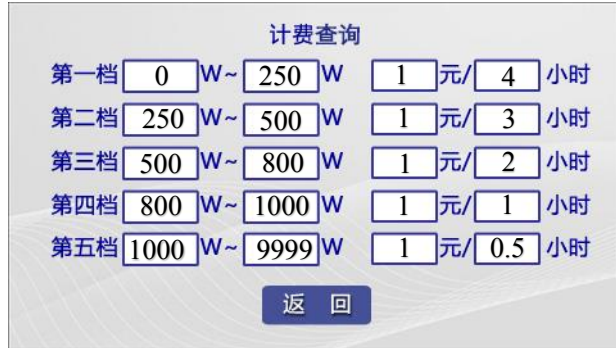 计费查询
第一档 0 W~ 250 W 1 元/ 4 小时
第二档 250 W~ 500 W 1 元/ 3 小时
第三档 500 W~ 800 W 1 元/ 2 小时
第四档 800 W~ 1000 W 1 元/ 1 小时
第五档 1000 W~ 9999 W 1 元/ 0.5 小时
返 回